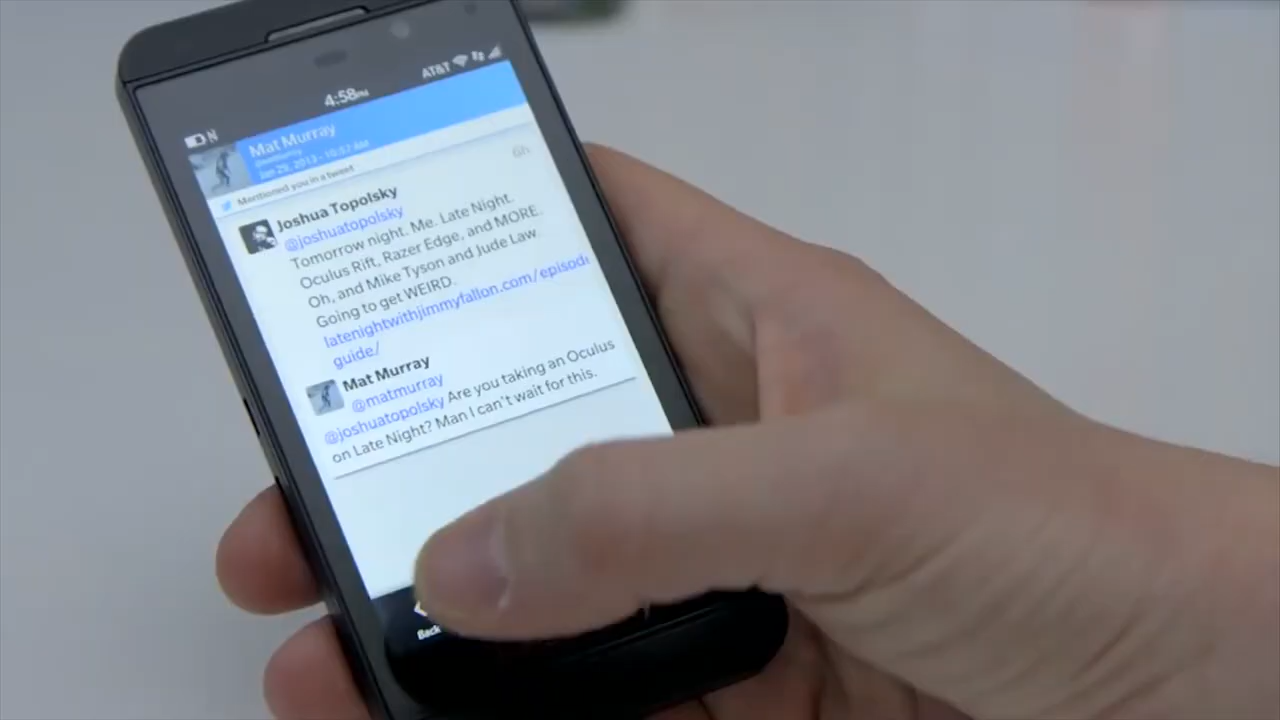 AT&T
4:58PM
N
Mat Murray
@matmurray
Jan 29, 2013 - 10:57 AM
Mentioned you in a tweet
6h
Joshua Topolsky
@joshuatopolsky
Tomorrow night. Me. Late Night.
Oculus Rift, Razer Edge, and MORE.
Oh, and Mike Tyson and Jude Law.
Going to get WEIRD.
latenightwithjimmyfallon.com/episode
guide/
Mat Murray
@matmurray
@joshuatopolsky Are you taking an Oculus
on Late Night? Man I can't wait for this.
Back